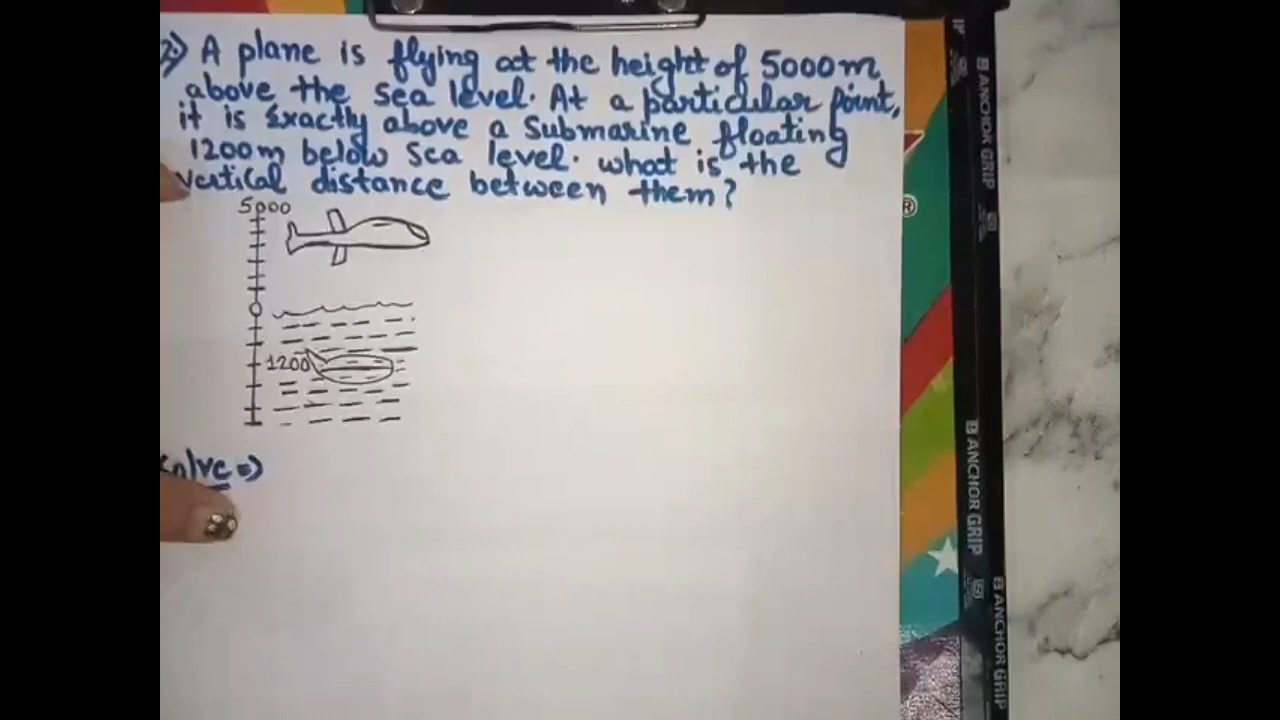 2) A plane is flying at the height of 5000m
above the sea level. At a particular point,
it is Exactly above a Submarine floating
1200m below Sea level. what is the
vertical distance between them?
5000
0
1200
Solve =>
B ANCHOR GRIP
B ANCHOR GRIP
B ANCHOR GRIP